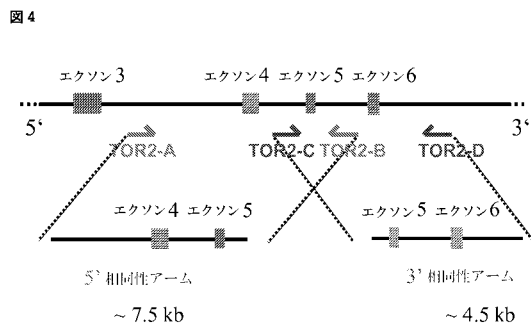 図4
エクソン3 エクソン4 エクソン5 エクソン6
5' 3'
TOR2-A TOR2-C TOR2-B TOR2-D
エクソン4 エクソン5 エクソン5 エクソン6
5' 相同性アーム 3' 相同性アーム
~ 7.5 kb ~ 4.5 kb